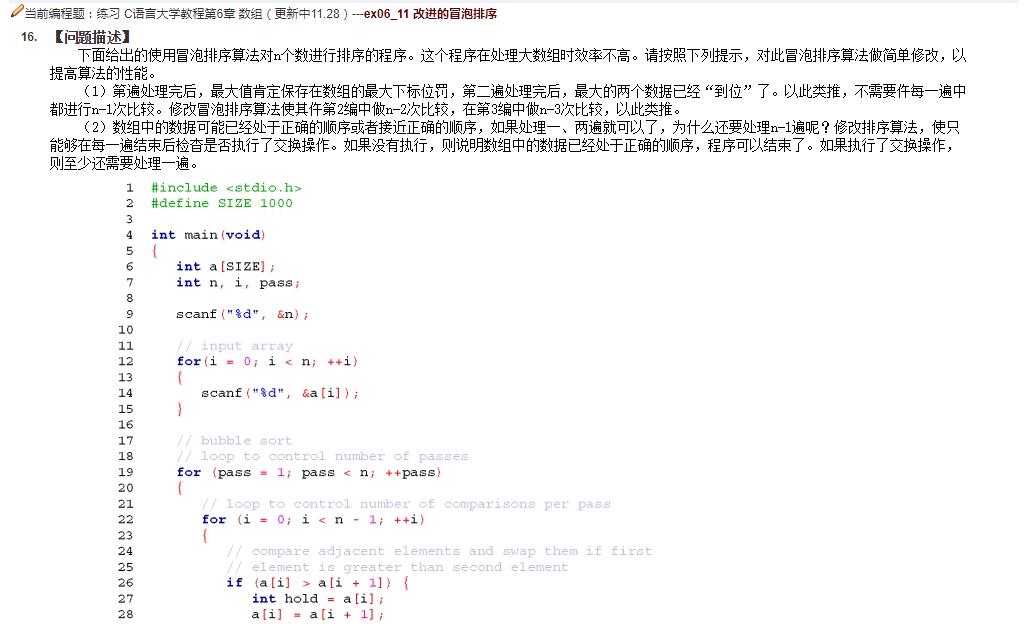 当前编程题：练习 C语言大学教程第6章 数组（更新中11.28）---ex06_11 改进的冒泡排序
16. 【问题描述】
下面给出的使用冒泡排序算法对n个数进行排序的程序。这个程序在处理大数组时效率不高。请按照下列提示，对此冒泡排序算法做简单修改，以
提高算法的性能。
（1）第遍处理完后，最大值肯定保存在数组的最大下标位罚，第二遍处理完后，最大的两个数据已经“到位”了。以此类推，不需要件每一遍中
都进行n-1次比较。修改冒泡排序算法使其件第2编中做n-2次比较，在第3编中做n-3次比较，以此类推。
（2）数组中的数据可能已经处于正确的顺序或者接近正确的顺序，如果处理一、两遍就可以了，为什么还要处理n-1遍呢？修改排序算法，使只
能够在每一遍结束后检杳是否执行了交换操作。如果没有执行，则说明数组中的数据已经处于正确的顺序，程序可以结束了。如果执行了交换操作，
则至少还需要处理一遍。
1 #include <stdio.h>
2 #define SIZE 1000
3
4 int main(void)
5 {
6 int a[SIZE];
7 int n, i, pass;
8
9 scanf("%d", &n);
10
11 // input array
12 for(i = 0; i < n; ++i)
13 {
14 scanf("%d", &a[i]);
15 }
16
17 // bubble sort
18 // loop to control number of passes
19 for (pass = 1; pass < n; ++pass)
20 {
21 // loop to control number of comparisons per pass
22 for (i = 0; i < n - 1; ++i)
23 {
24 // compare adjacent elements and swap them if first
25 // element is greater than second element
26 if (a[i] > a[i + 1]) {
27 int hold = a[i];
28 a[i] = a[i + 1];